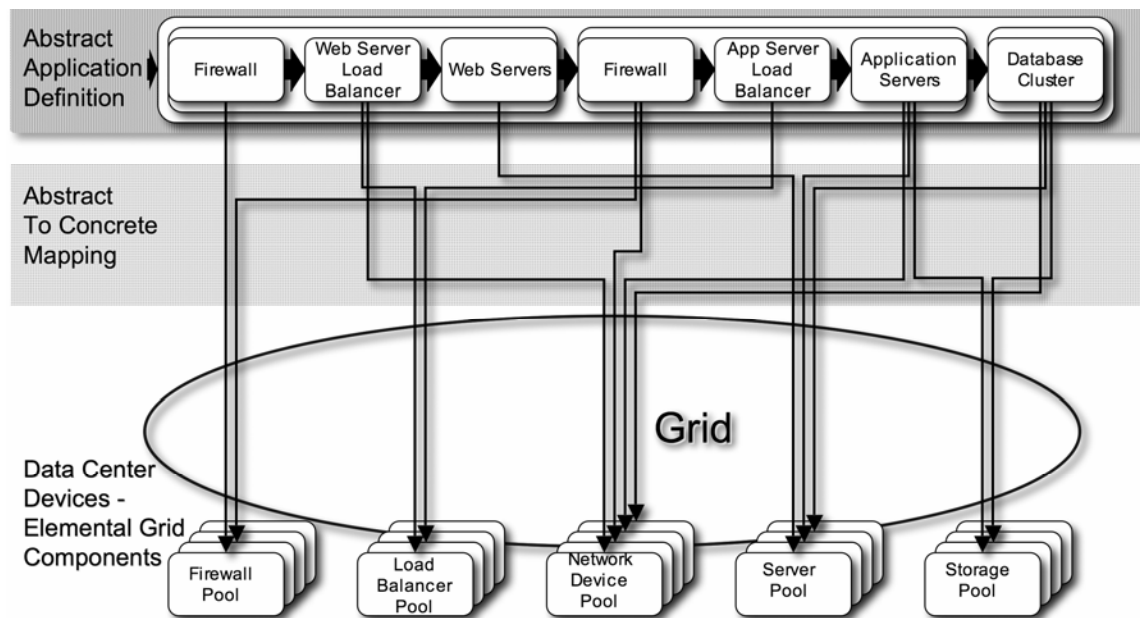 Abstract
Application
Definition
Firewall
Web Server
Load
Balancer
Web Servers
Firewall
App Server
Load
Balancer
Application
Servers
Database
Cluster
Abstract
To Concrete
Mapping
Grid
Data Center
Devices -
Elemental Grid
Components
Firewall
Pool
Load
Balancer
Pool
Network
Device
Pool
Server
Pool
Storage
Pool